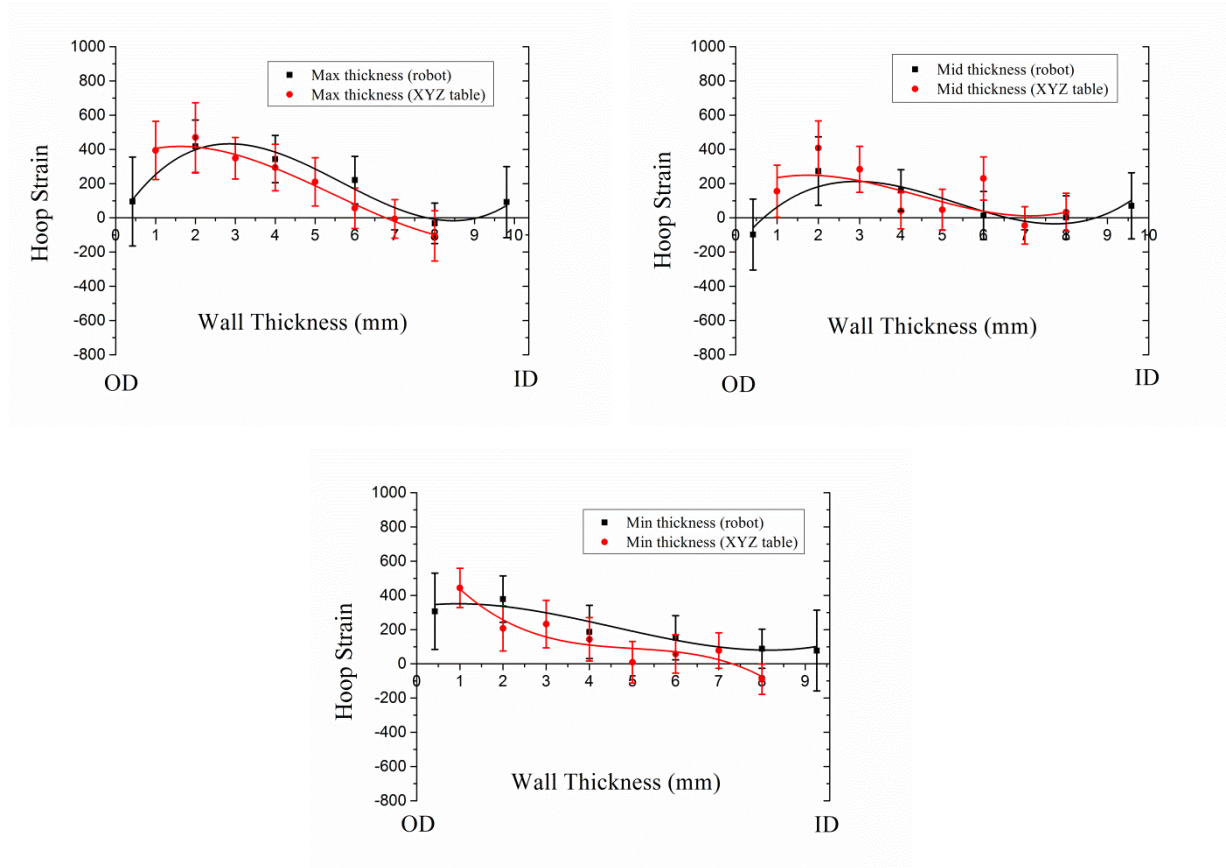 1000
800
600
400
200
0
-200
-400
-600
-800
Hoop Strain
Max thickness (robot)
Max thickness (XYZ table)
0 1 2 3 4 5 6 7 8 9 10
Wall Thickness (mm)
OD
ID
1000
800
600
400
200
0
-200
-400
-600
-800
Hoop Strain
Mid thickness (robot)
Mid thickness (XYZ table)
0 1 2 3 4 5 6 7 8 9 10
Wall Thickness (mm)
OD
ID
1000
800
600
400
200
0
-200
-400
-600
-800
Hoop Strain
Min thickness (robot)
Min thickness (XYZ table)
0 1 2 3 4 5 6 7 8 9
Wall Thickness (mm)
OD
ID